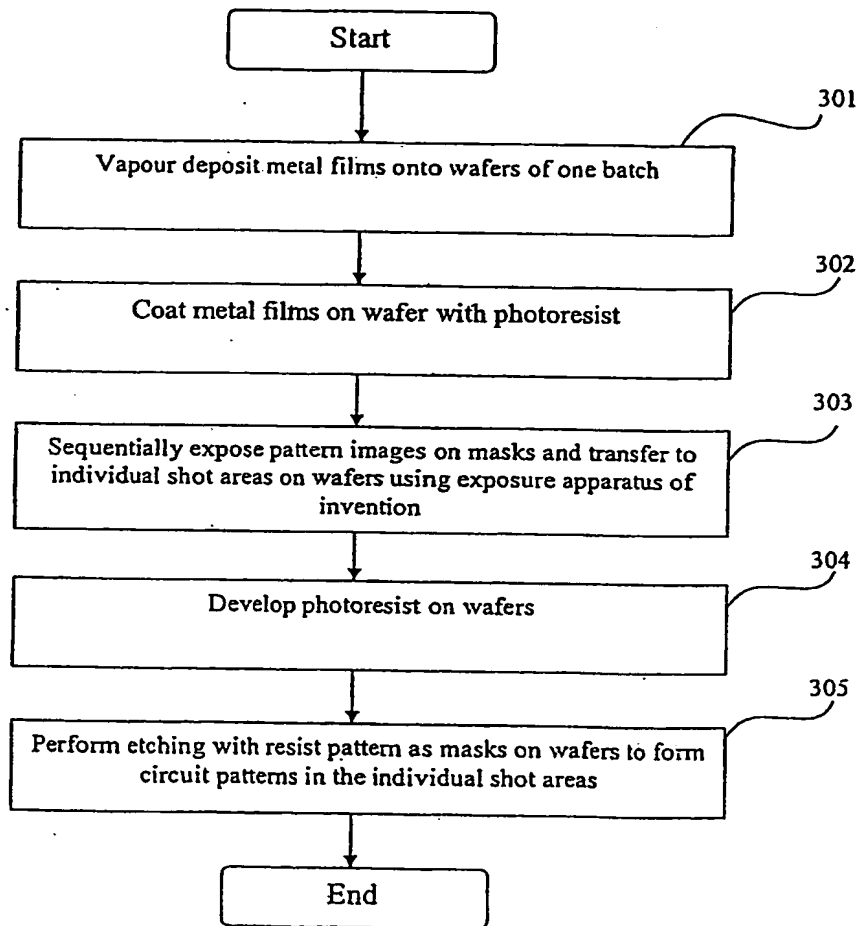 Start
301
Vapour deposit metal films onto wafers of one batch
302
Coat metal films on wafer with photoresist
303
Sequentially expose pattern images on masks and transfer to
individual shot areas on wafers using exposure apparatus of
invention
304
Develop photoresist on wafers
305
Perform etching with resist pattern as masks on wafers to form
circuit patterns in the individual shot areas
End